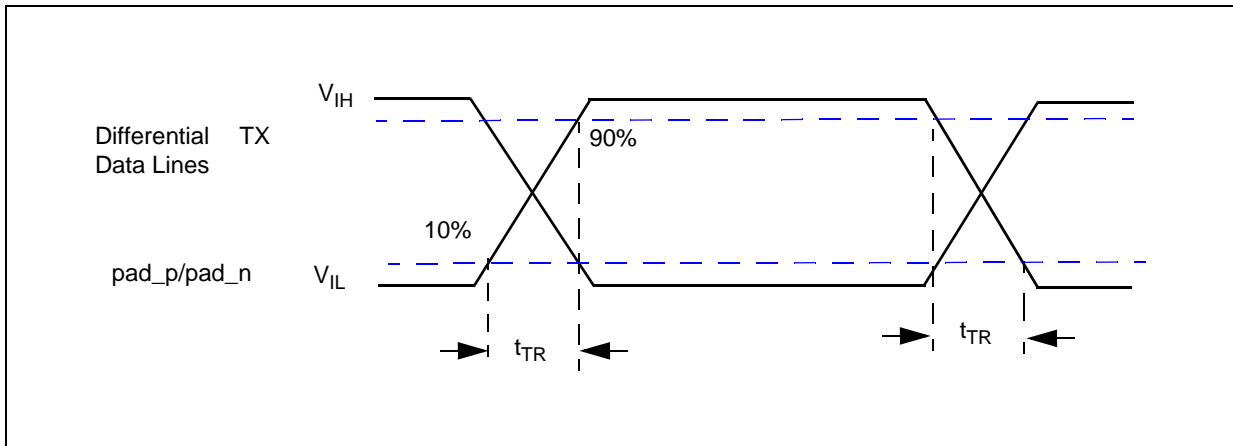 V_IH
Differential TX
Data Lines
90%
10%
pad_p/pad_n
V_IL
t_TR
t_TR